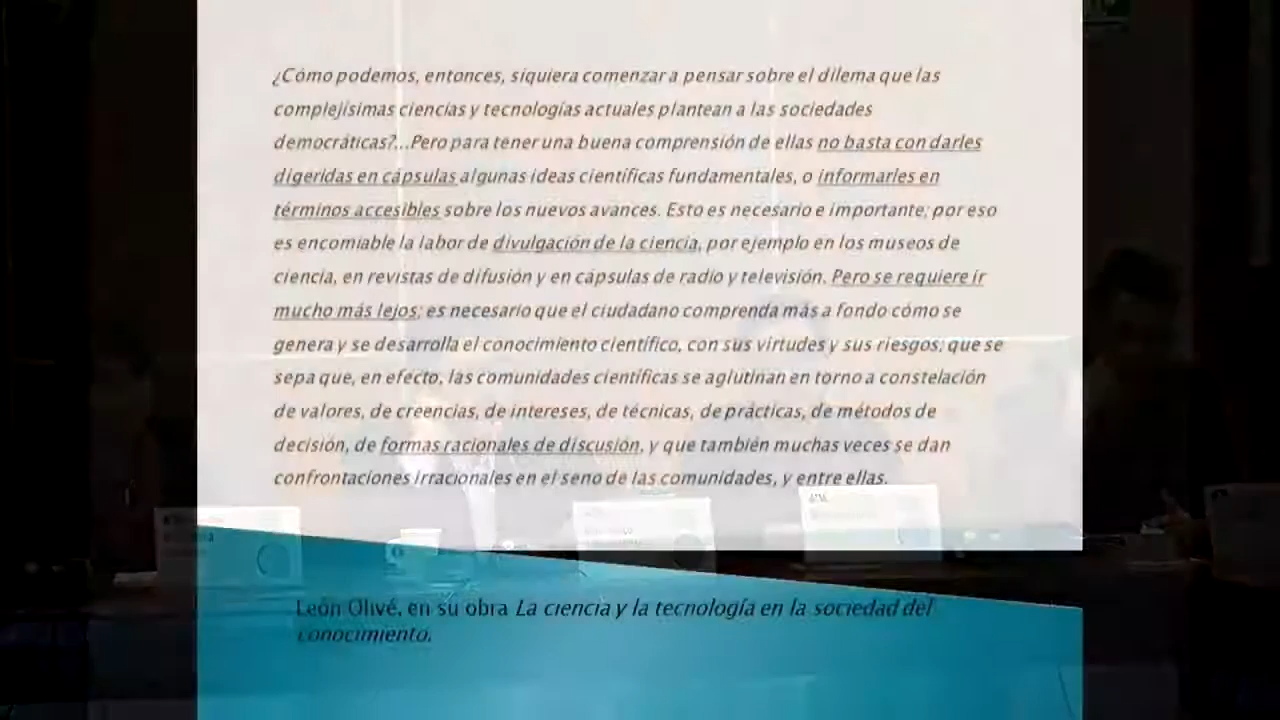 ¿Cómo podemos, entonces, siquiera comenzar a pensar sobre el dilema que las
complejísimas ciencias y tecnologías actuales plantean a las sociedades
democráticas?...Pero para tener una buena comprensión de ellas no basta con darles
digeridas en cápsulas algunas ideas científicas fundamentales, o informarles en
términos accesibles sobre los nuevos avances. Esto es necesario e importante; por eso
es encomiable la labor de divulgación de la ciencia, por ejemplo en los museos de
ciencia, en revistas de difusión y en cápsulas de radio y televisión. Pero se requiere ir
mucho más lejos; es necesario que el ciudadano comprenda más a fondo cómo se
genera y se desarrolla el conocimiento científico, con sus virtudes y sus riesgos; que se
sepa que, en efecto, las comunidades científicas se aglutinan en torno a constelación
de valores, de creencias, de intereses, de técnicas, de prácticas, de métodos de
decisión, de formas racionales de discusión, y que también muchas veces se dan
confrontaciones irracionales en el seno de las comunidades, y entre ellas.
León Olivé, en su obra La ciencia y la tecnología en la sociedad del
conocimiento.